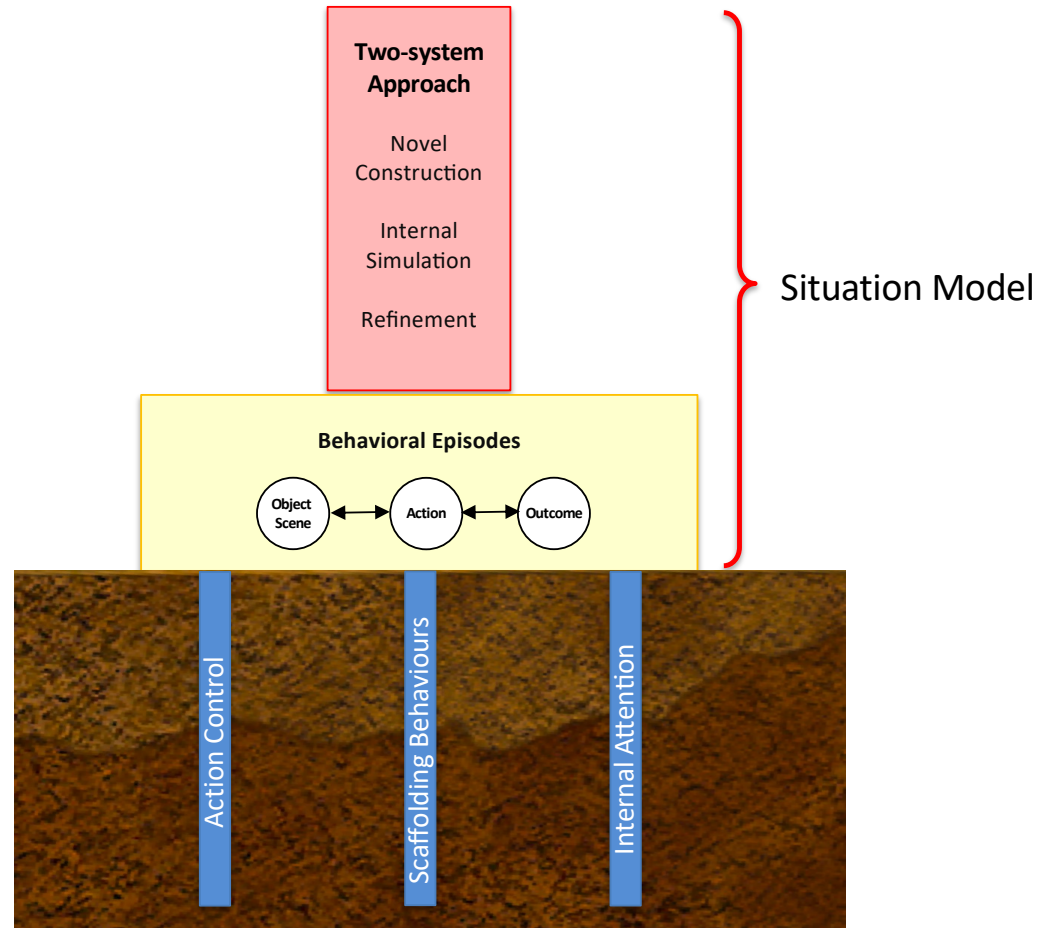 Two-system
Approach
Novel
Construction
Internal
Simulation
Refinement
Situation Model
Behavioral Episodes
Object
Scene
Action
Outcome
Action Control
Scaffolding Behaviours
Internal Attention